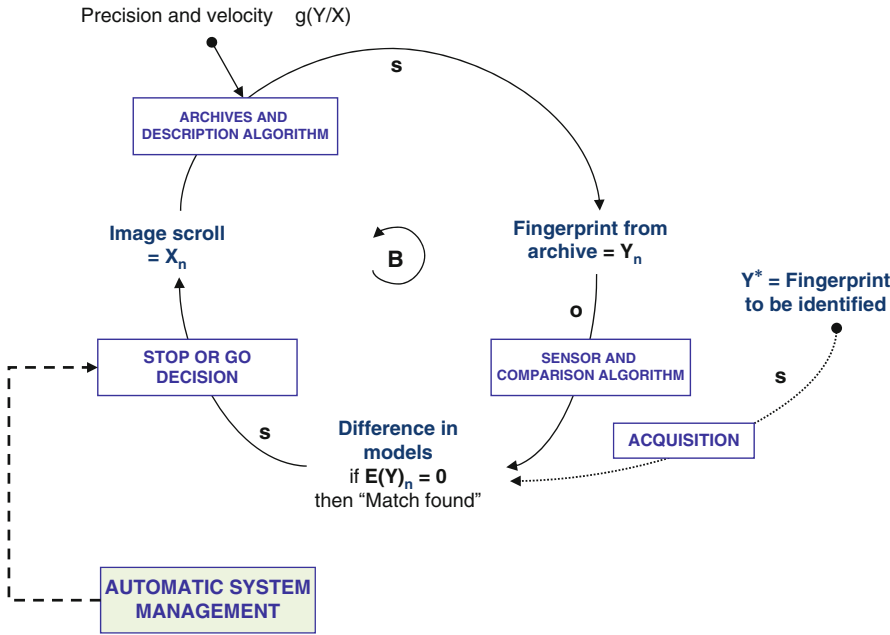 Precision and velocity g(Y/X)
s
ARCHIVES AND
DESCRIPTION ALGORITHM
Image scroll
= Xn
B
Fingerprint from
archive = Yn
Y* = Fingerprint
to be identified
o
STOP OR GO
DECISION
SENSOR AND
COMPARISON ALGORITHM
s
s
Difference in
models
if E(Y)n = 0
then “Match found”
ACQUISITION
AUTOMATIC SYSTEM
MANAGEMENT